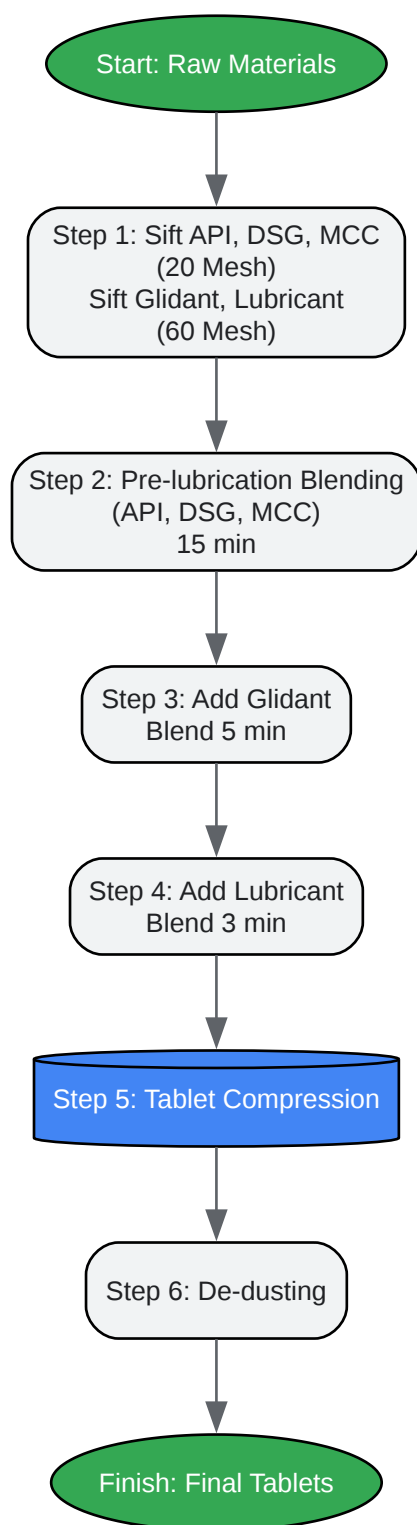 Start: Raw Materials
Step 1: Sift API, DSG, MCC
(20 Mesh)
Sift Glidant, Lubricant
(60 Mesh)
Step 2: Pre-lubrication Blending
(API, DSG, MCC)
15 min
Step 3: Add Glidant
Blend 5 min
Step 4: Add Lubricant
Blend 3 min
Step 5: Tablet Compression
Step 6: De-dusting
Finish: Final Tablets